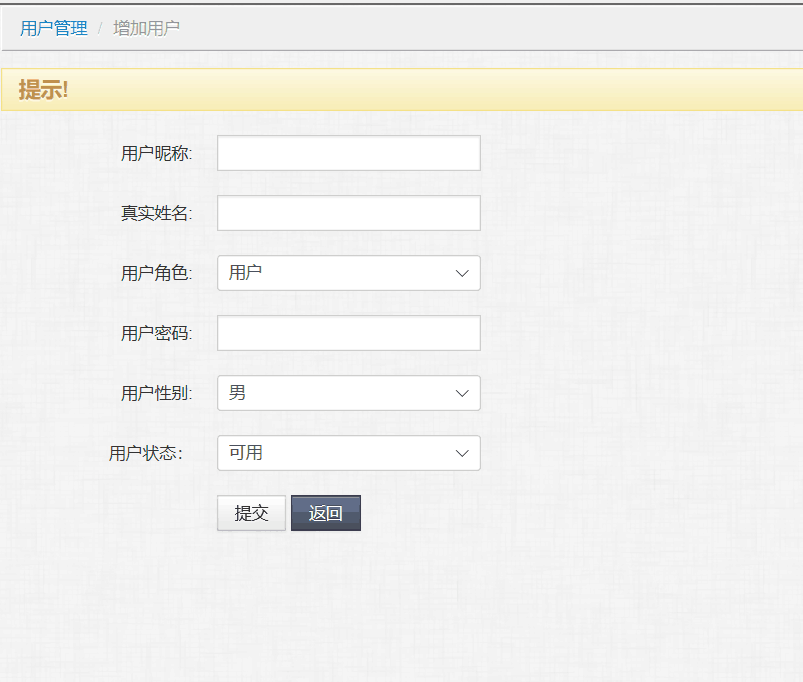 用户管理 / 增加用户
提示!
用户昵称:
真实姓名:
用户角色: 用户
用户密码:
用户性别: 男
用户状态： 可用
提交 返回